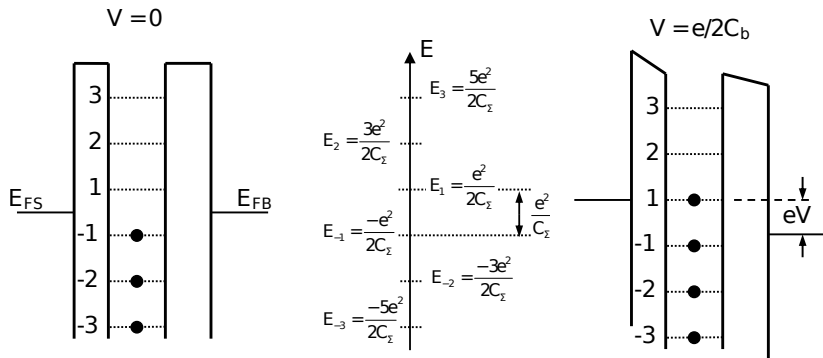 V = 0
3
2
1
-1
-2
-3
E_FS
E_FB
E
E_3 = 5e^2/2C_Σ
E_2 = 3e^2/2C_Σ
E_1 = e^2/2C_Σ
e^2/C_Σ
E_-1 = -e^2/2C_Σ
E_-2 = -3e^2/2C_Σ
E_-3 = -5e^2/2C_Σ
V = e/2C_b
3
2
1
-1
-2
-3
eV